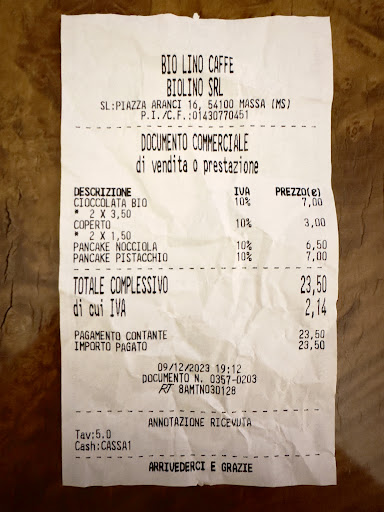 BIO LINO CAFFE
BIOLINO SRL
SL:PIAZZA ARANCI 16, 54100 MASSA (MS)
P.I./C.F.:01430770451
DOCUMENTO COMMERCIALE
di vendita o prestazione
DESCRIZIONE IVA PREZZO(€)
CIOCCOLATA BIO 10% 7,00
* 2 X 3,50
COPERTO 10% 3,00
* 2 X 1,50
PANCAKE NOCCIOLA 10% 6,50
PANCAKE PISTACCHIO 10% 7,00
TOTALE COMPLESSIVO 23,50
di cui IVA 2,14
PAGAMENTO CONTANTE 23,50
IMPORTO PAGATO 23,50
09/12/2023 19:12
DOCUMENTO N. 0357-0203
RT 8AMTN030128
ANNOTAZIONE RICEVUTA
Tav:5.0
Cash:CASSA1
ARRIVEDERCI E GRAZIE